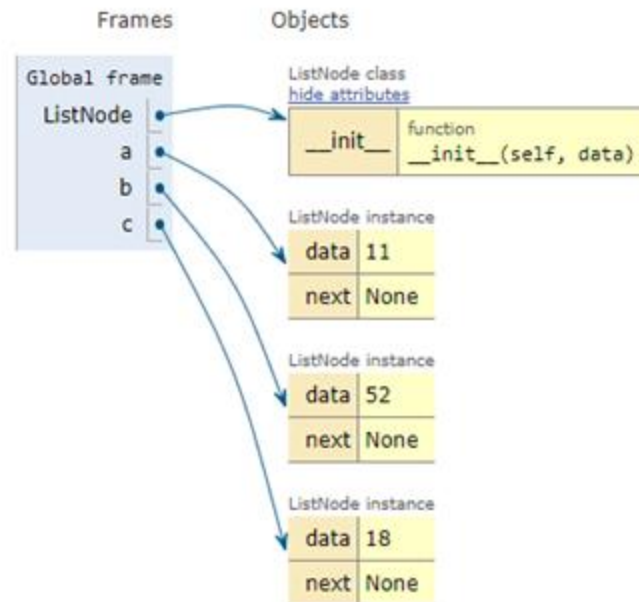 Frames Objects
Global frame
ListNode
a
b
c
ListNode class
hide attributes
__init__ function
__init__(self, data)
ListNode instance
data 11
next None
ListNode instance
data 52
next None
ListNode instance
data 18
next None